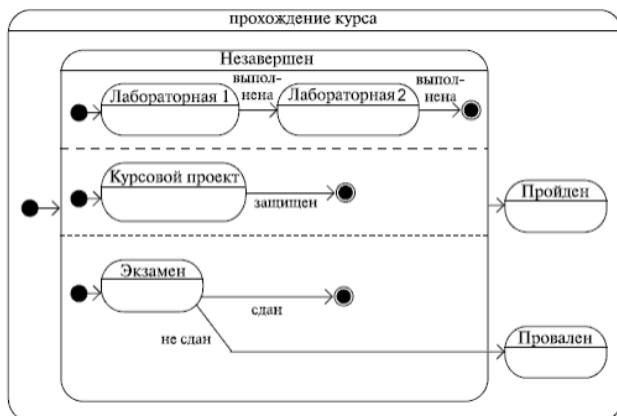 прохождение курса
Незавершен
Лабораторная 1
выпол-
нена
Лабораторная 2
выпол-
нена
Курсовой проект
защищен
Пройден
Экзамен
сдан
не сдан
Провален